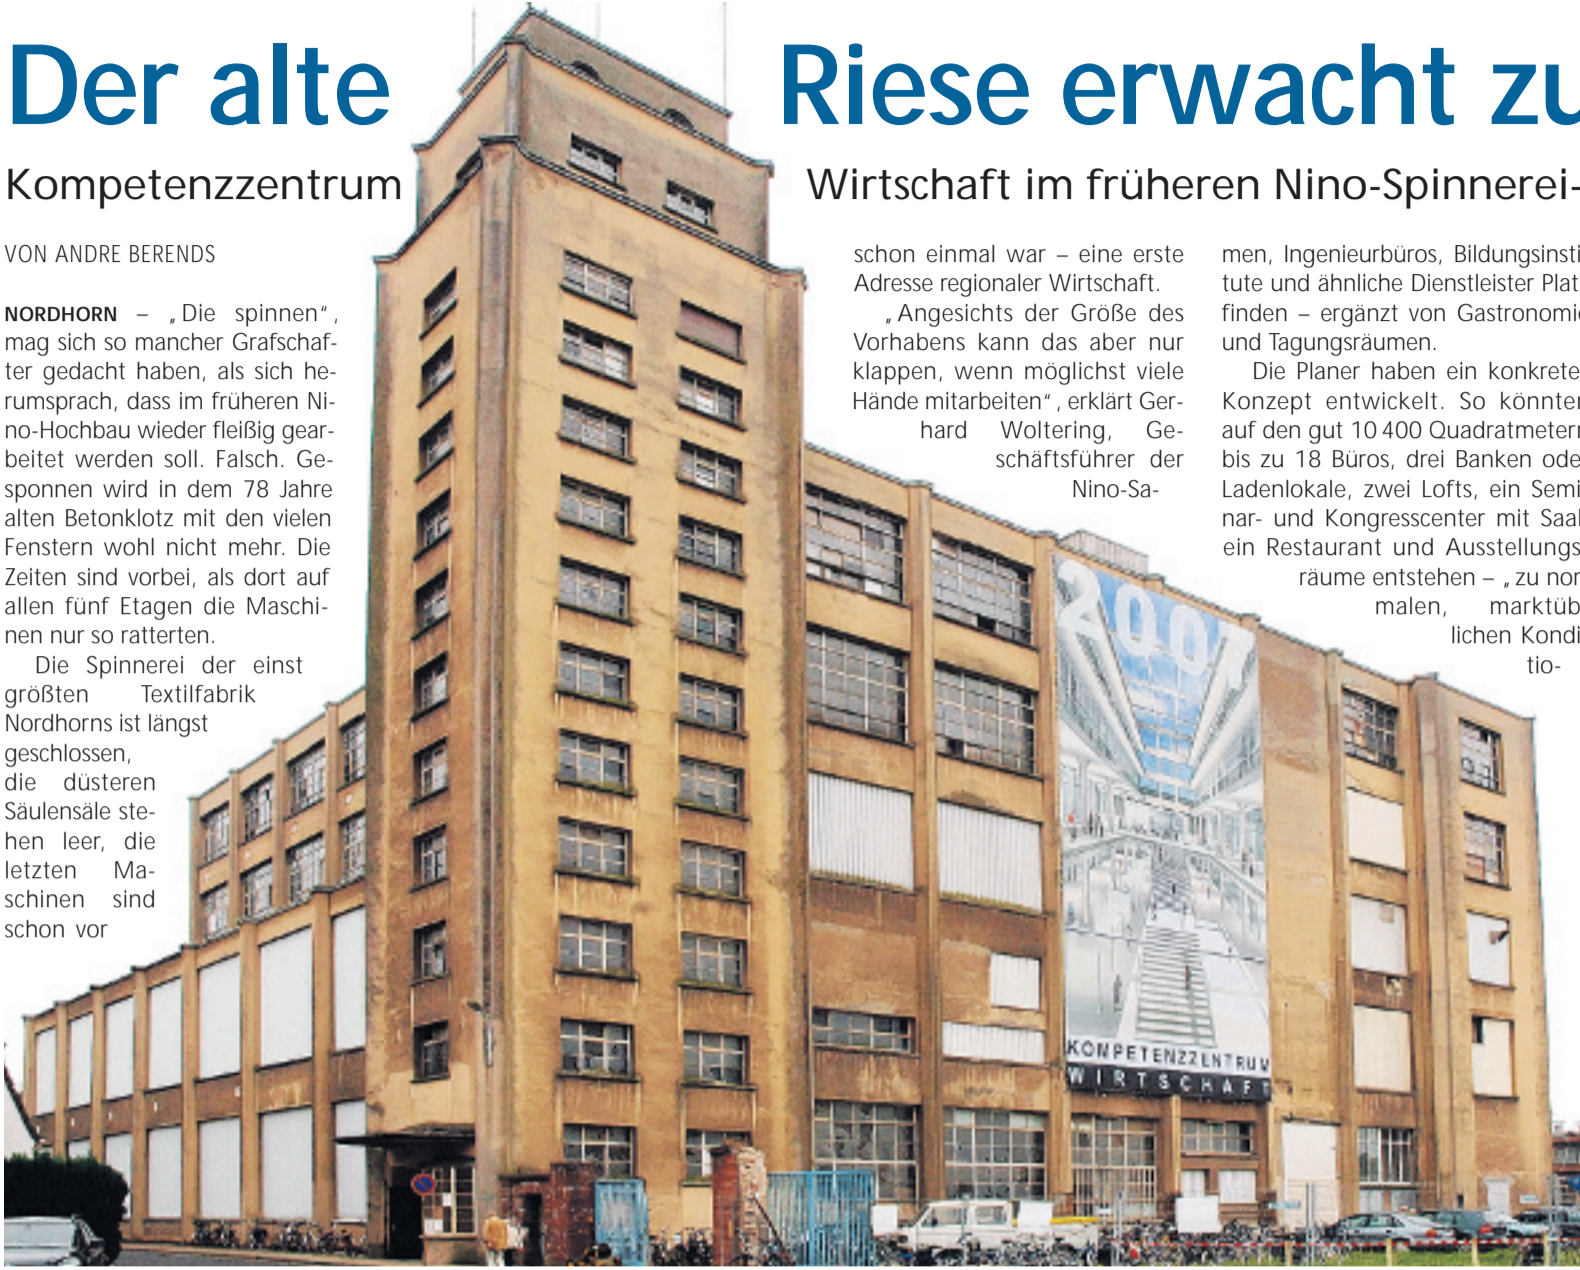 Der alte Riese erwacht zu
Kompetenzzentrum Wirtschaft im früheren Nino-Spinnerei-
VON ANDRE BERENDS
NORDHORN – „Die spinnen“,
mag sich so mancher Grafschaf-
ter gedacht haben, als sich he-
rumsprach, dass im früheren Ni-
no-Hochbau wieder fleißig gear-
beitet werden soll. Falsch. Ge-
sponnen wird in dem 78 Jahre
alten Betonklotz mit den vielen
Fenstern wohl nicht mehr. Die
Zeiten sind vorbei, als dort auf
allen fünf Etagen die Maschi-
nen nur so ratterten.
Die Spinnerei der einst
größten Textilfabrik
Nordhorns ist längst
geschlossen,
die düsteren
Säulensäle ste-
hen leer, die
letzten Ma-
schinen sind
schon vor
schon einmal war – eine erste
Adresse regionaler Wirtschaft.
„Angesichts der Größe des
Vorhabens kann das aber nur
klappen, wenn möglichst viele
Hände mitarbeiten“, erklärt Ger-
hard Woltering, Ge-
schäftsführer der
Nino-Sa-
men, Ingenieurbüros, Bildungsinsti
tute und ähnliche Dienstleister Plat
finden – ergänzt von Gastronomie
und Tagungsräumen.
Die Planer haben ein konkrete
Konzept entwickelt. So könnten
auf den gut 10 400 Quadratmetern
bis zu 18 Büros, drei Banken ode
Ladenlokale, zwei Lofts, ein Semi
nar- und Kongresscenter mit Saal
ein Restaurant und Ausstellungs
räume entstehen – „zu nor
malen, marktüb
lichen Kondi
tio-
2007
KOMPETENZZENTRUM
WIRTSCHAFT